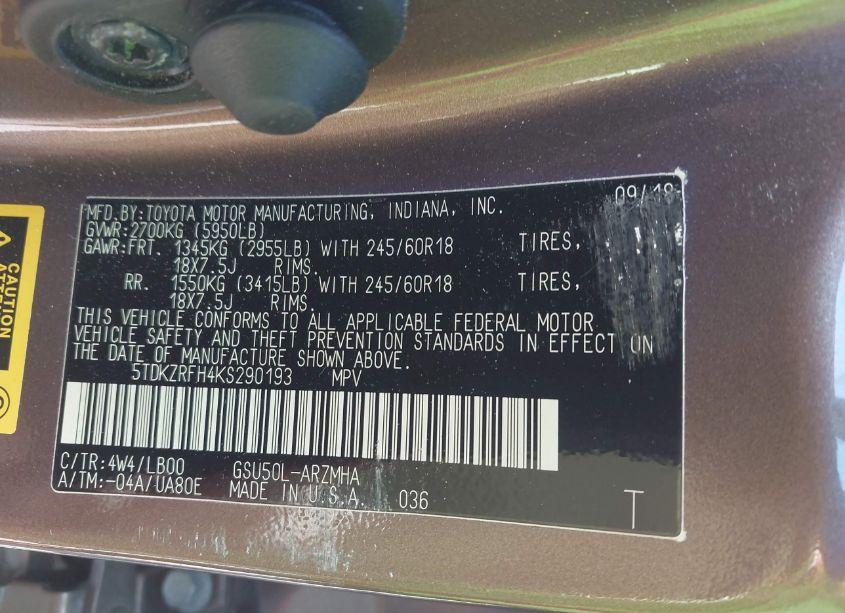 09/18
MFD.BY:TOYOTA MOTOR MANUFACTURING, INDIANA, INC.
GVWR:2700KG (5950LB)
GAWR:FRT. 1345KG (2955LB) WITH 245/60R18 TIRES,
18X7.5J RIMS.
RR. 1550KG (3415LB) WITH 245/60R18 TIRES,
18X7.5J RIMS.
THIS VEHICLE CONFORMS TO ALL APPLICABLE FEDERAL MOTOR
VEHICLE SAFETY AND THEFT PREVENTION STANDARDS IN EFFECT ON
THE DATE OF MANUFACTURE SHOWN ABOVE.
5TDKZRFH4KS290193 MPV
C/TR:4W4/LB00 GSU50L-ARZMHA
A/TM:-04A/UA80E MADE IN U.S.A. 036
T
CAUTION